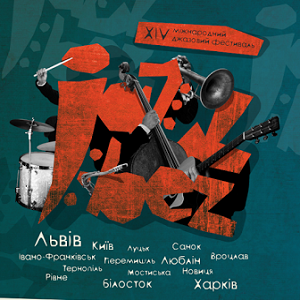 XIV міжнародний
джазовий фестиваль
jazz
bez
Львів Київ Луцьк Санок
Івано-Франківськ Перемишль Люблін Вроцлав
Тернопіль Мостиська Новиця
Рівне Білосток Харків